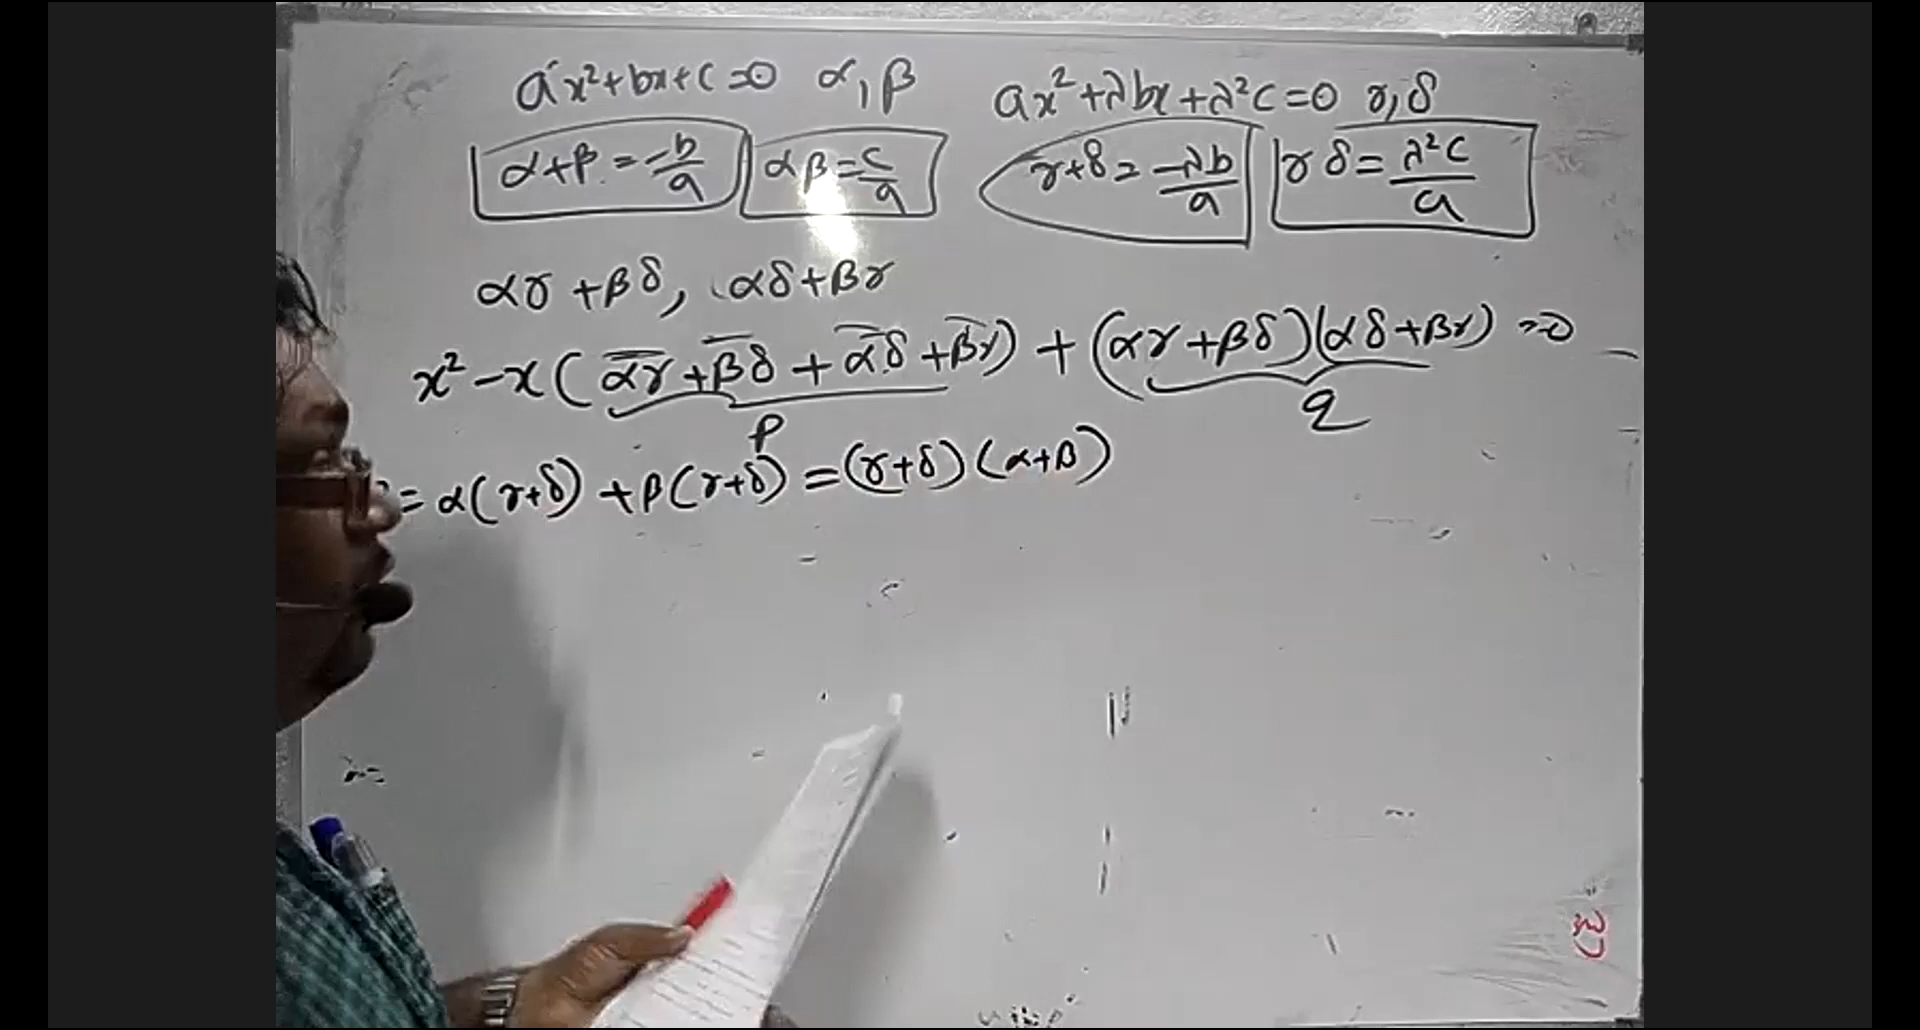 ax²+bx+c=0 α,β
ax²+λbx+λ²c=0 γ,δ
α+β=-b/a
αβ=c/a
γ+δ=-λb/a
γδ=λ²c/a
αγ+βδ, αδ+βγ
x²-x(αγ+βδ+αδ+βγ)+(αγ+βδ)(αδ+βγ)=0
p
q
=α(γ+δ)+β(γ+δ)=(γ+δ)(α+β)